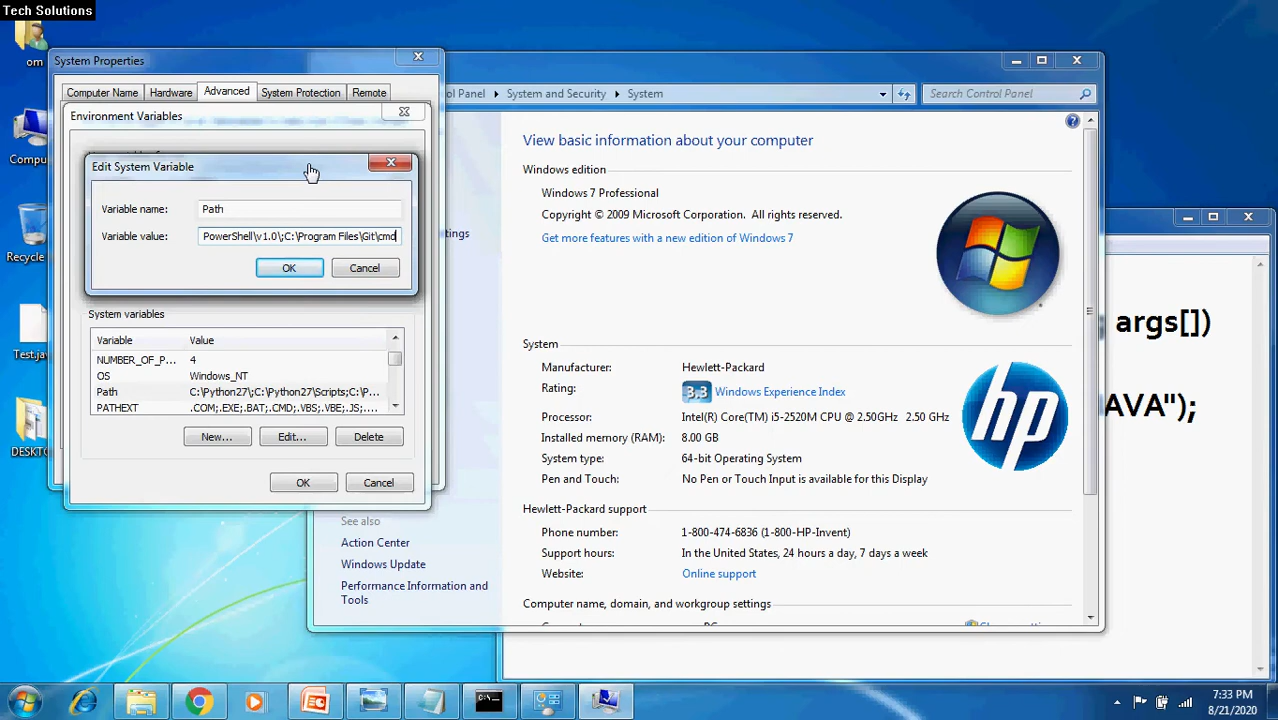 Tech Solutions
om
Comp
Recycle
Test.jav
DESKTO
System Properties
Computer Name
Hardware
Advanced
System Protection
Remote
Environment Variables
Edit System Variable
Variable name:
Path
Variable value:
PowerShell\v1.0\;C:\Program Files\Git\cmd
OK
Cancel
System variables
Variable
Value
NUMBER_OF_P...
4
OS
Windows_NT
Path
C:\Python27\;C:\Python27\Scripts;C:\P...
PATHEXT
.COM;.EXE;.BAT;.CMD;.VBS;.VBE;.JS;....
New...
Edit...
Delete
OK
Cancel
ol Panel
System and Security
System
Search Control Panel
ttings
See also
Action Center
Windows Update
Performance Information and
Tools
View basic information about your computer
Windows edition
Windows 7 Professional
Copyright © 2009 Microsoft Corporation. All rights reserved.
Get more features with a new edition of Windows 7
System
Manufacturer:
Hewlett-Packard
Rating:
3.3
Windows Experience Index
Processor:
Intel(R) Core(TM) i5-2520M CPU @ 2.50GHz 2.50 GHz
Installed memory (RAM):
8.00 GB
System type:
64-bit Operating System
Pen and Touch:
No Pen or Touch Input is available for this Display
hp
Hewlett-Packard support
Phone number:
1-800-474-6836 (1-800-HP-Invent)
Support hours:
In the United States, 24 hours a day, 7 days a week
Website:
Online support
Computer name, domain, and workgroup settings
args[])
AVA");
7:33 PM
8/21/2020